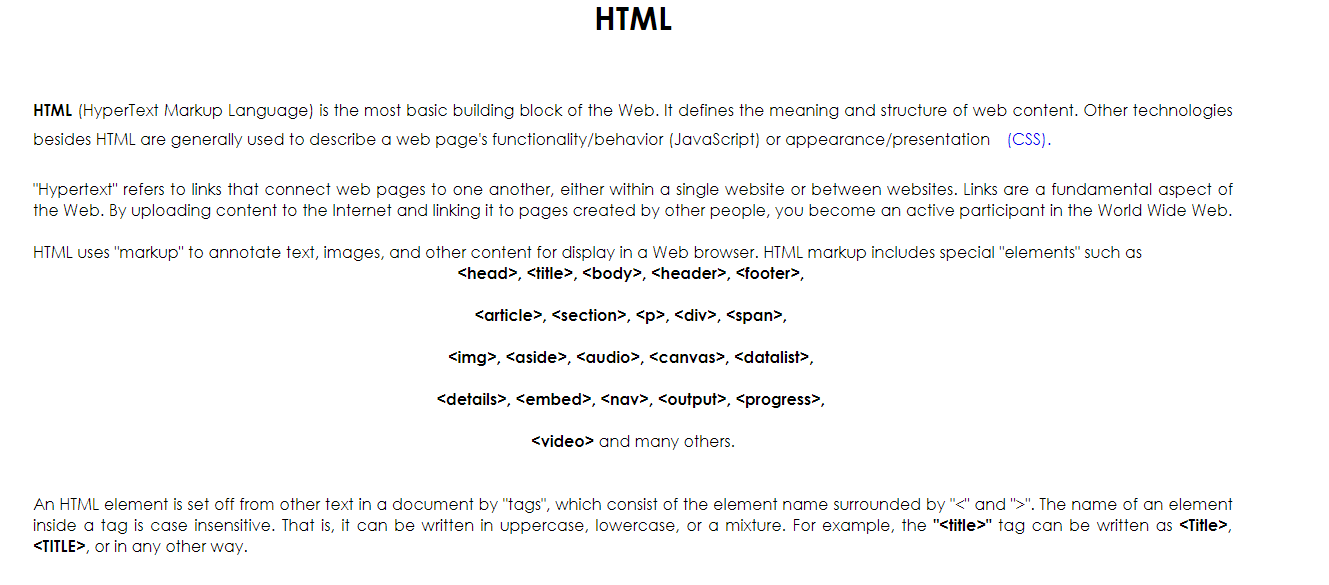 HTML
HTML (HyperText Markup Language) is the most basic building block of the Web. It defines the meaning and structure of web content. Other technologies
besides HTML are generally used to describe a web page's functionality/behavior (JavaScript) or appearance/presentation (CSS).
"Hypertext" refers to links that connect web pages to one another, either within a single website or between websites. Links are a fundamental aspect of
the Web. By uploading content to the Internet and linking it to pages created by other people, you become an active participant in the World Wide Web.
HTML uses "markup" to annotate text, images, and other content for display in a Web browser. HTML markup includes special "elements" such as
<head>, <title>, <body>, <header>, <footer>,
<article>, <section>, <p>, <div>, <span>,
<img>, <aside>, <audio>, <canvas>, <datalist>,
<details>, <embed>, <nav>, <output>, <progress>,
<video> and many others.
An HTML element is set off from other text in a document by "tags", which consist of the element name surrounded by "<" and ">". The name of an element
inside a tag is case insensitive. That is, it can be written in uppercase, lowercase, or a mixture. For example, the "<title>" tag can be written as <Title>,
<TITLE>, or in any other way.